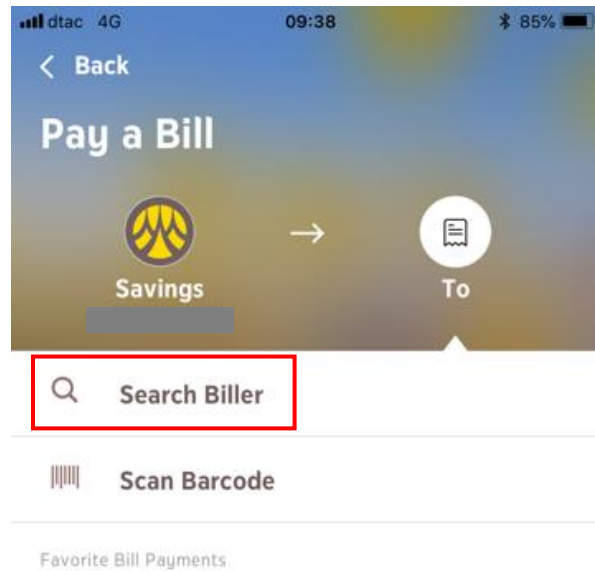 dtac 4G 09:38 85%
Back
Pay a Bill
Savings To
Search Biller
Scan Barcode
Favorite Bill Payments